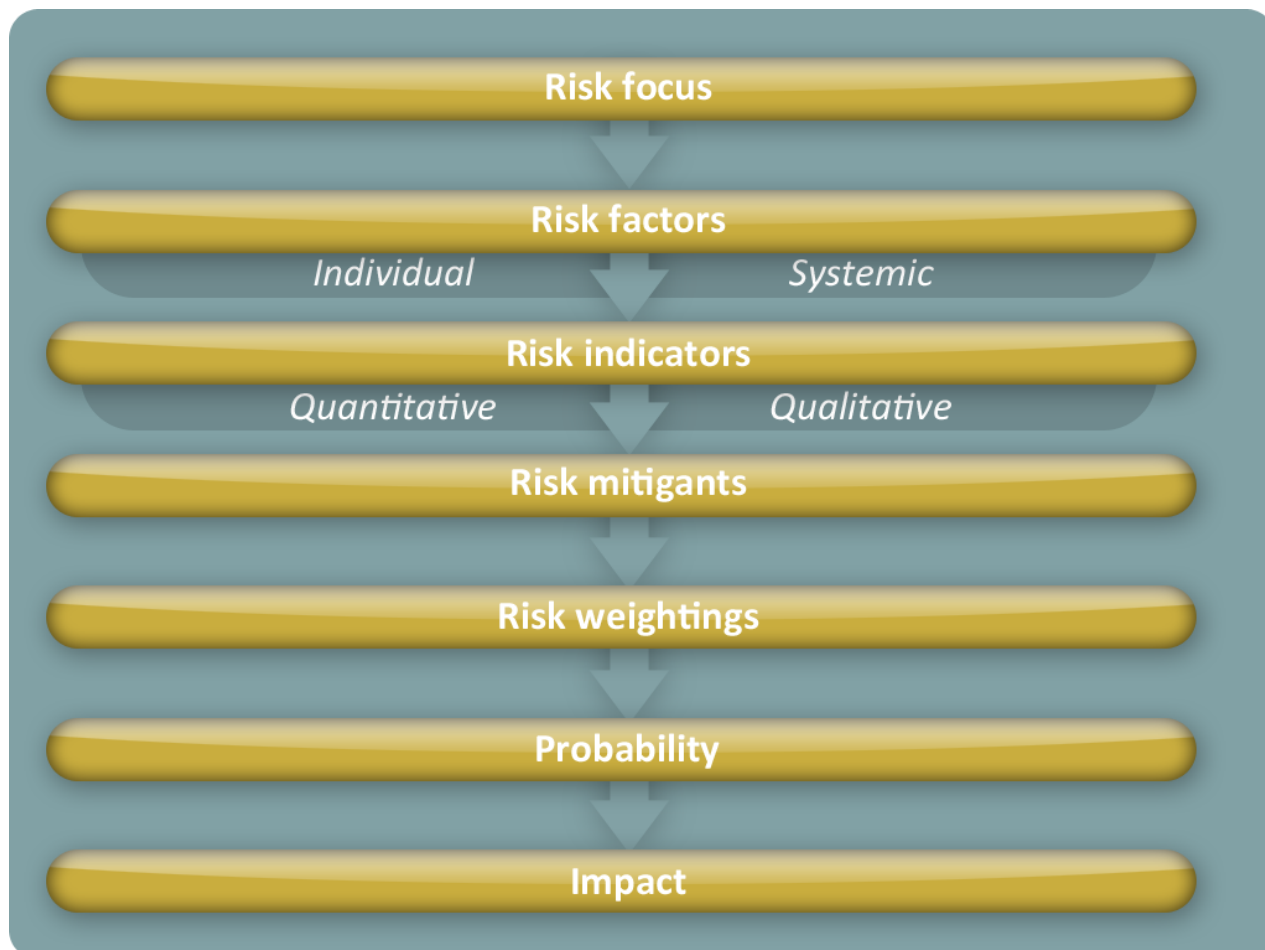 Risk focus
Risk factors
Individual Systemic
Risk indicators
Quantitative Qualitative
Risk mitigants
Risk weightings
Probability
Impact